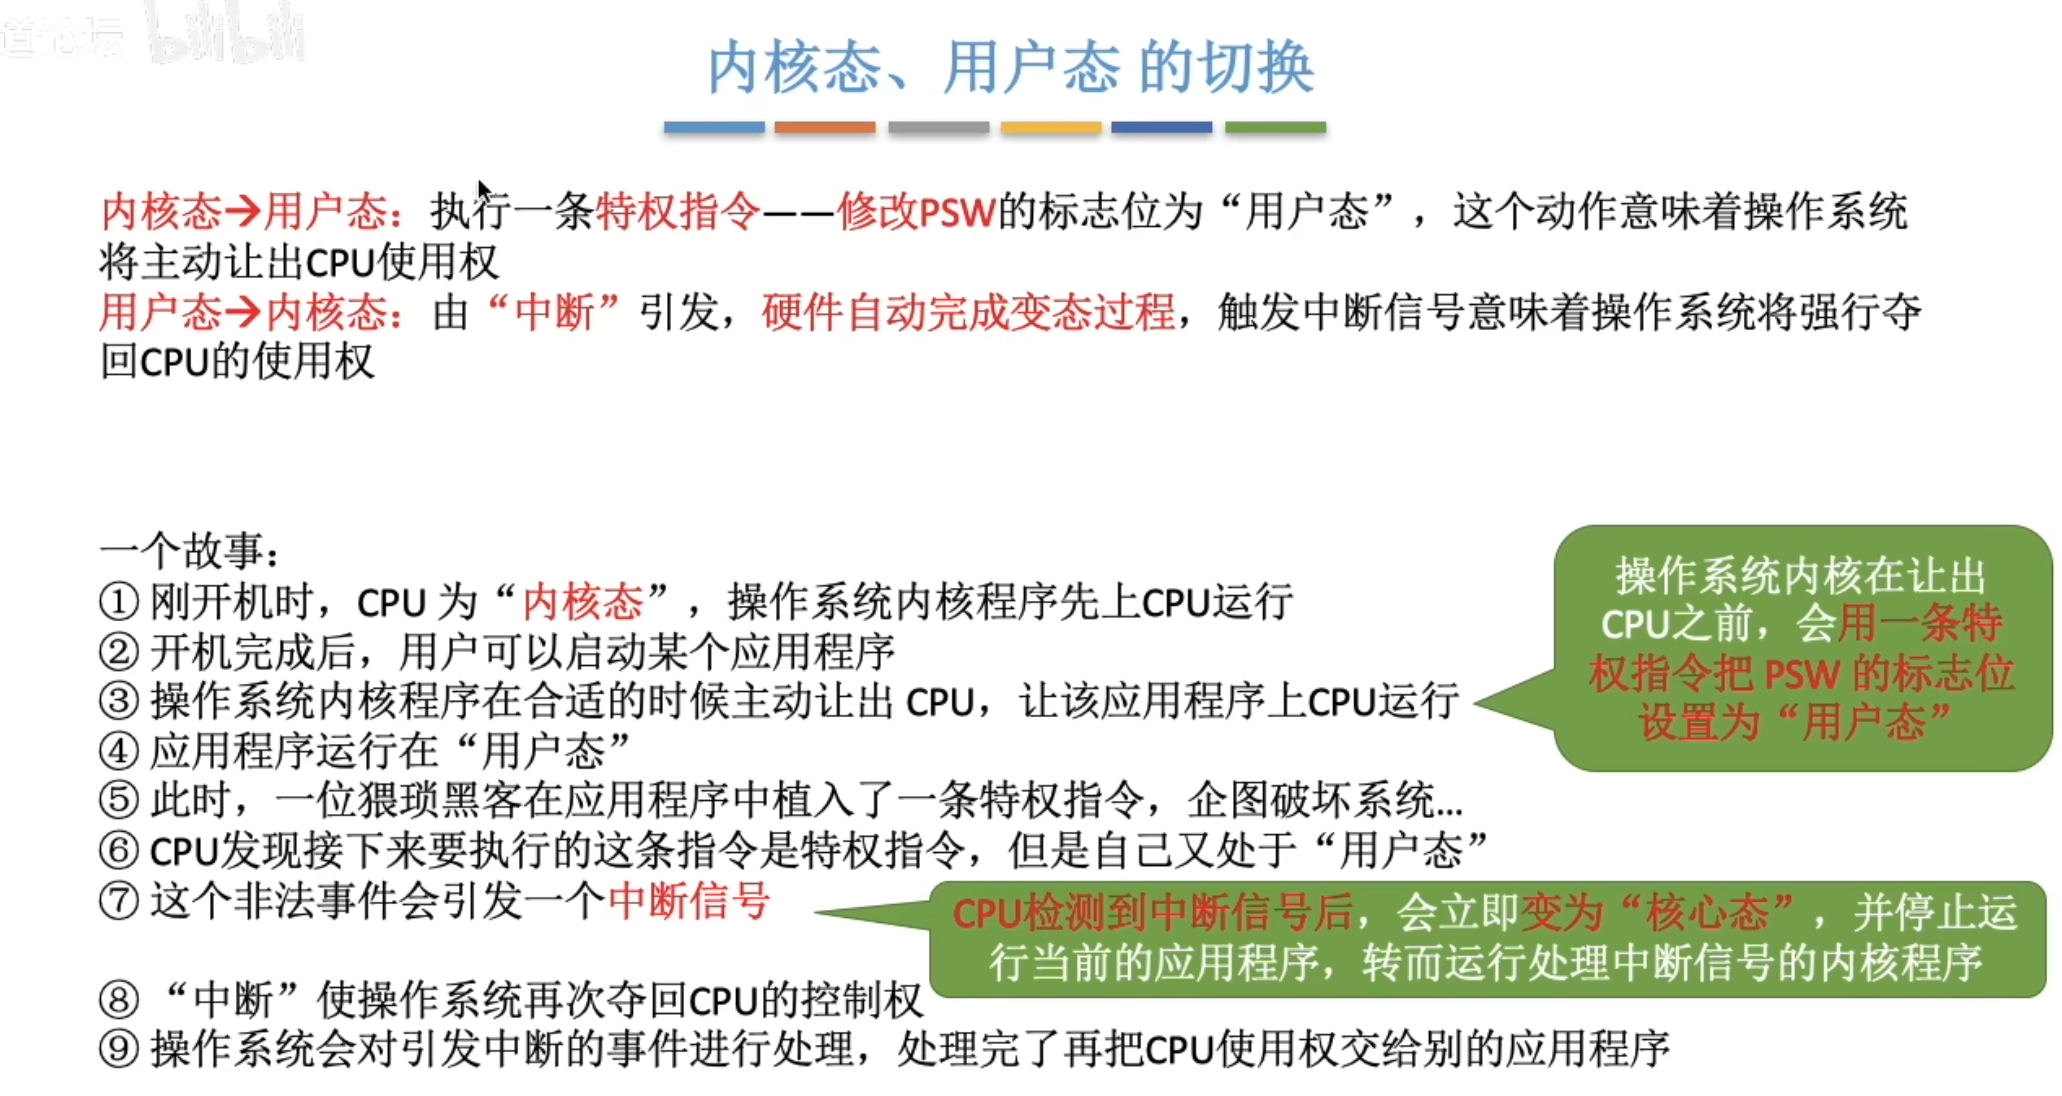 道论坛 bilibili
内核态、用户态 的切换
内核态→用户态：执行一条特权指令——修改PSW的标志位为“用户态”，这个动作意味着操作系统
将主动让出CPU使用权
用户态→内核态：由“中断”引发，硬件自动完成变态过程，触发中断信号意味着操作系统将强行夺
回CPU的使用权
一个故事：
① 刚开机时，CPU 为“内核态”，操作系统内核程序先上CPU运行
② 开机完成后，用户可以启动某个应用程序
③ 操作系统内核程序在合适的时候主动让出 CPU，让该应用程序上CPU运行
④ 应用程序运行在“用户态”
⑤ 此时，一位猥琐黑客在应用程序中植入了一条特权指令，企图破坏系统...
⑥ CPU发现接下来要执行的这条指令是特权指令，但是自己又处于“用户态”
⑦ 这个非法事件会引发一个中断信号
⑧ “中断”使操作系统再次夺回CPU的控制权
⑨ 操作系统会对引发中断的事件进行处理，处理完了再把CPU使用权交给别的应用程序
操作系统内核在让出
CPU之前，会用一条特
权指令把 PSW 的标志位
设置为“用户态”
CPU检测到中断信号后，会立即变为“核心态”，并停止运
行当前的应用程序，转而运行处理中断信号的内核程序